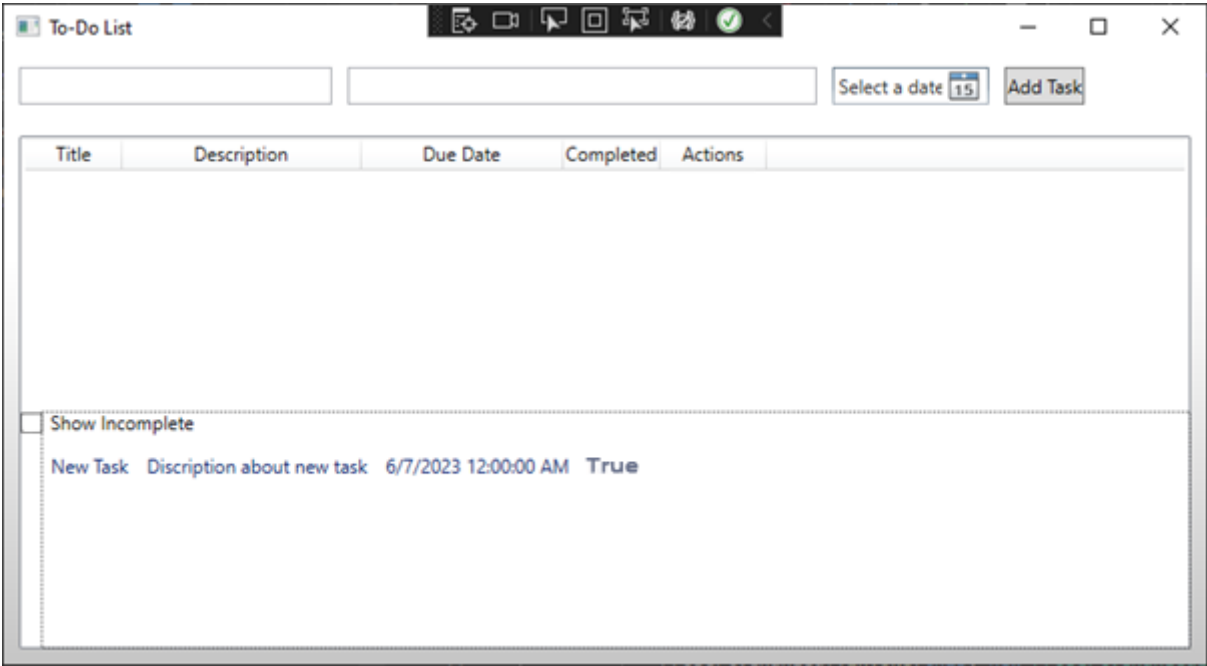 To-Do List
Select a date 15 Add Task
Title Description Due Date Completed Actions
Show Incomplete
New Task Discription about new task 6/7/2023 12:00:00 AM True